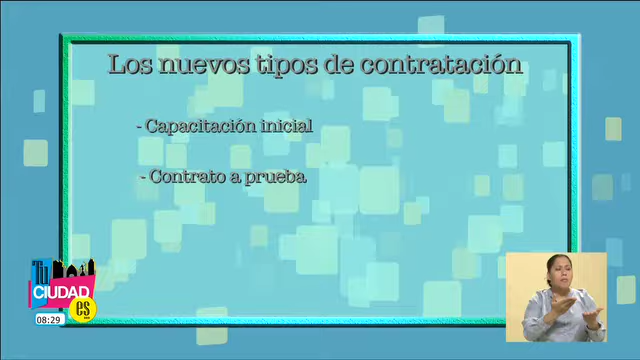 Los nuevos tipos de contratación
- Capacitación inicial
- Contrato a prueba
Tu
CIUDAD
es
08:29